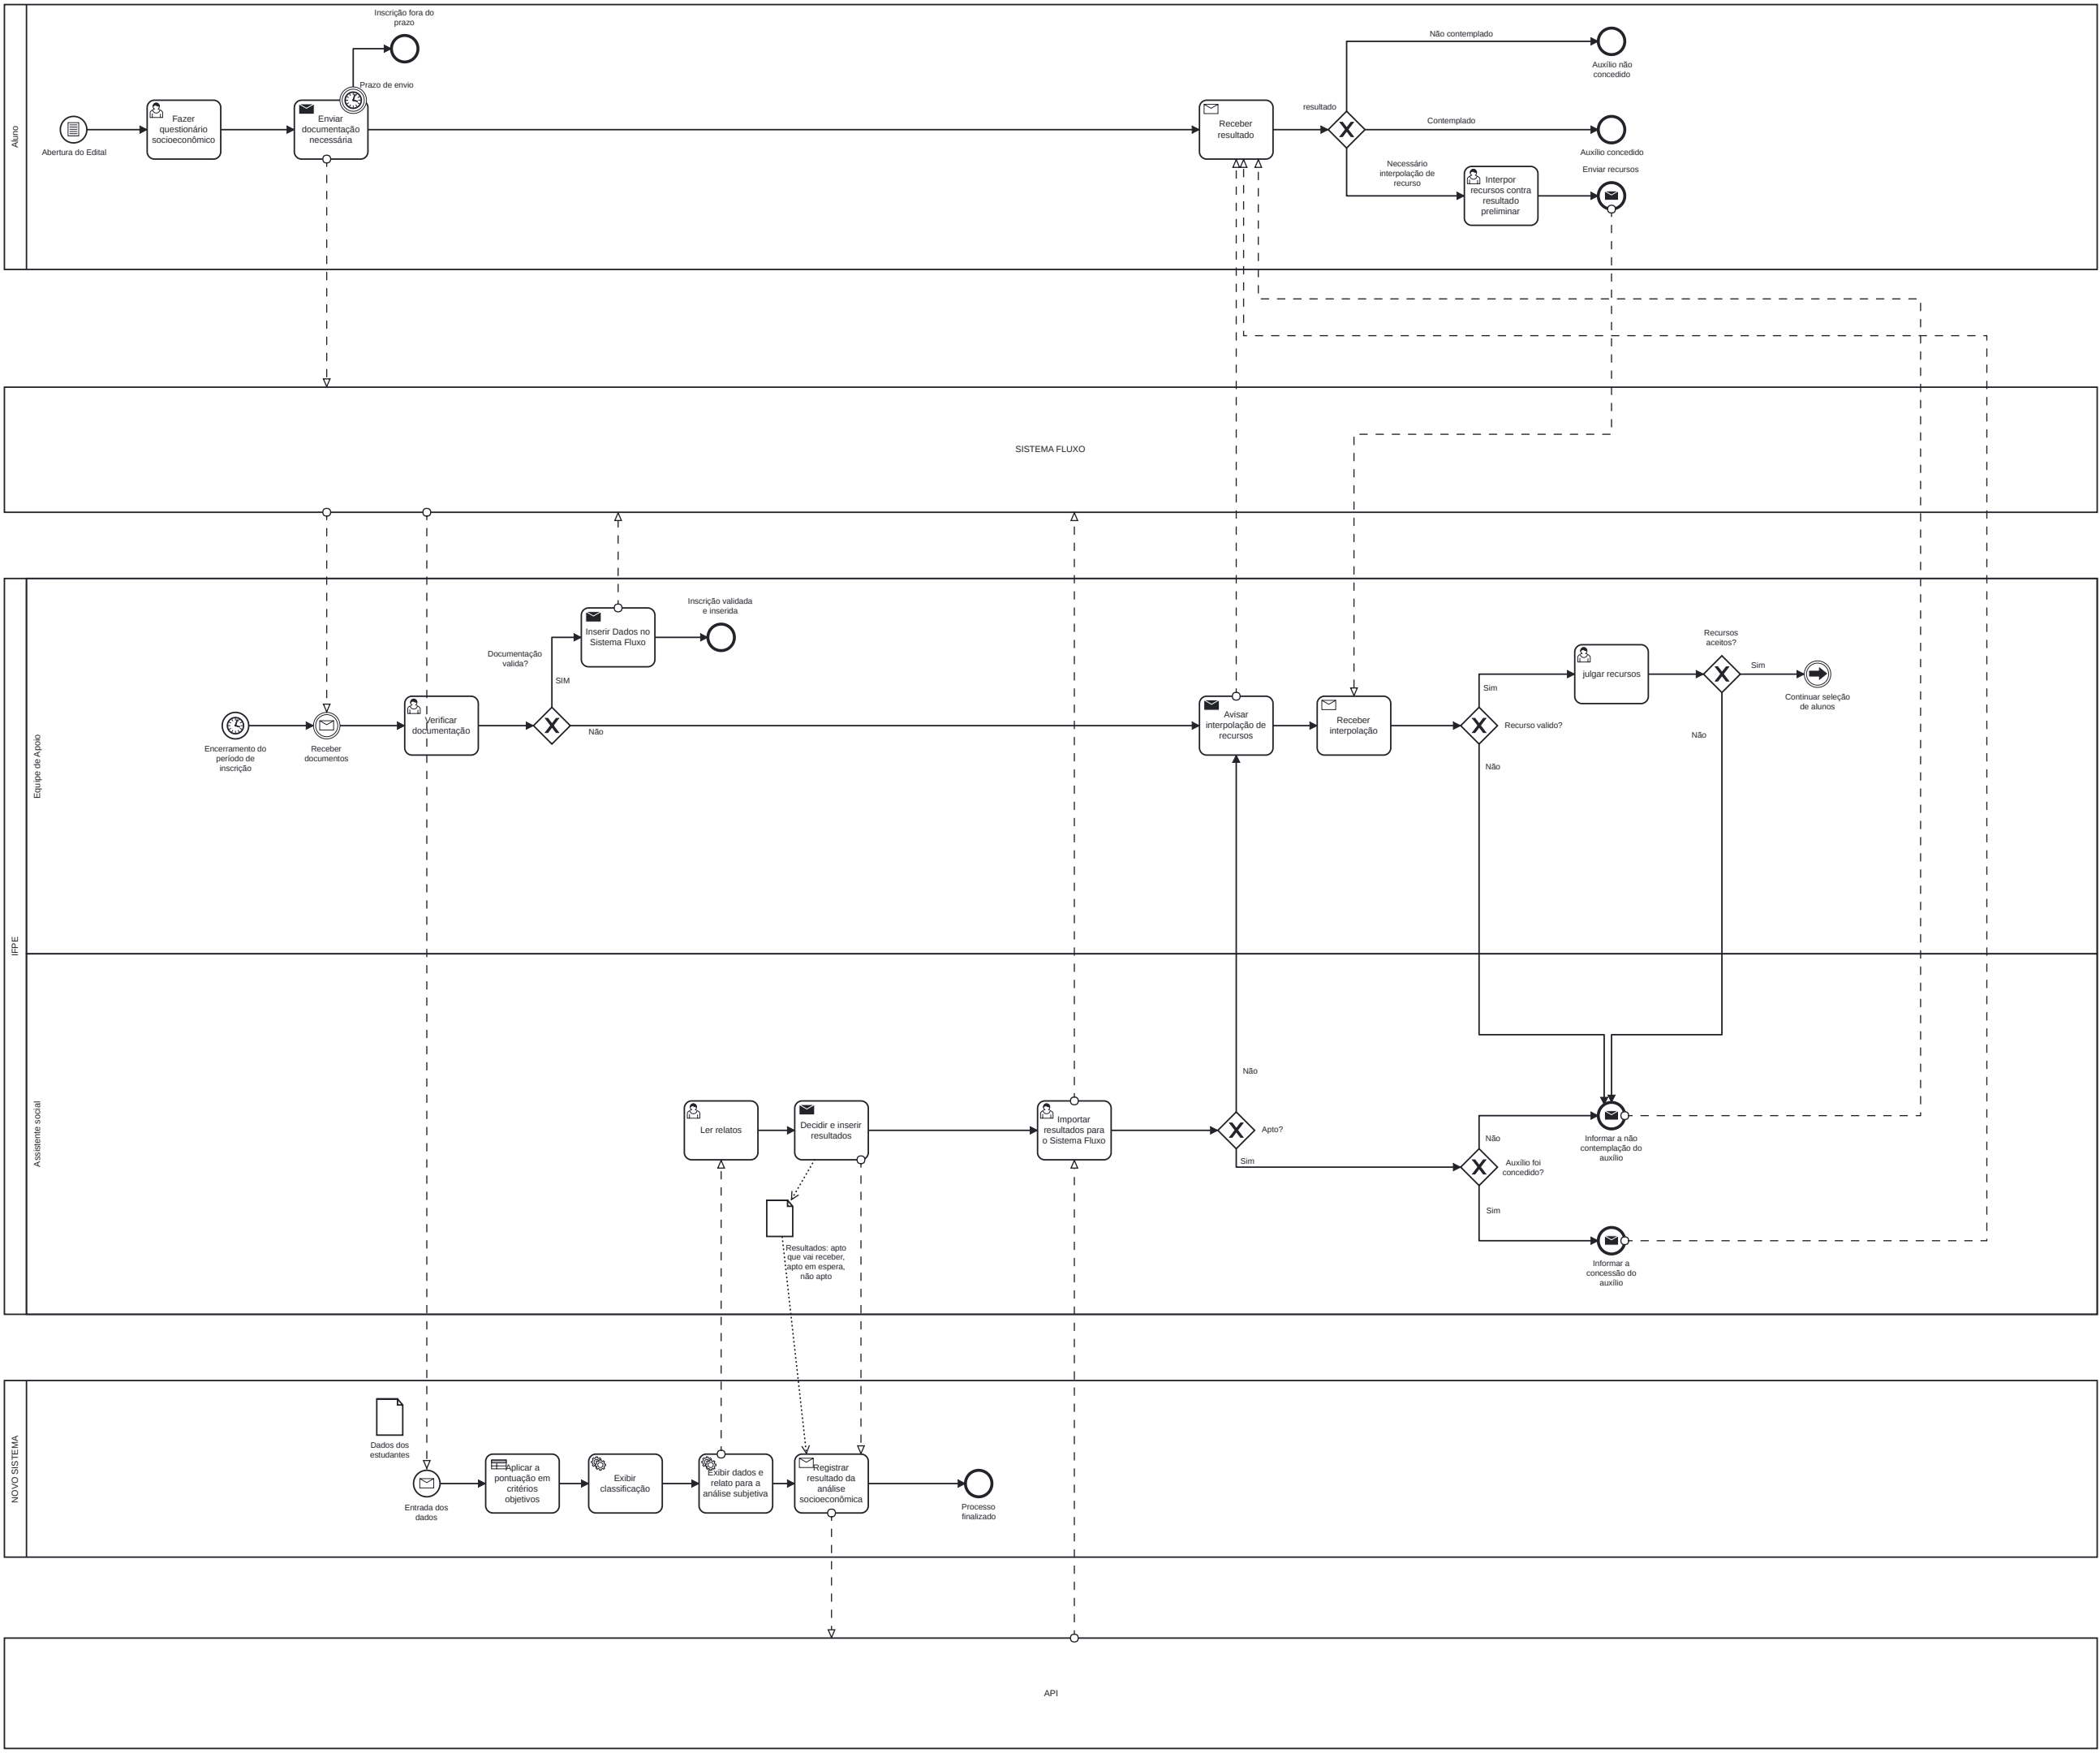 Aluno
Inscrição fora do
prazo
Prazo de envio
Abertura do Edital
Fazer
questionário
socioeconômico
Enviar
documentação
necessária
Receber
resultado
resultado
Não contemplado
Auxílio não
concedido
Contemplado
Auxílio concedido
Necessário
interpolação de
recurso
Interpor
recursos contra
resultado
preliminar
Enviar recursos
SISTEMA FLUXO
IFPE
Equipe de Apoio
Encerramento do
período de
inscrição
Receber
documentos
Verificar
documentação
Documentação
valida?
SIM
Não
Inserir Dados no
Sistema Fluxo
Inscrição validada
e inserida
Avisar
interpolação de
recursos
Receber
interpolação
Recurso valido?
Sim
Não
julgar recursos
Recursos
aceitos?
Sim
Não
Continuar seleção
de alunos
Assistente social
Ler relatos
Decidir e inserir
resultados
Resultados: apto
que vai receber,
apto em espera,
não apto
Importar
resultados para
o Sistema Fluxo
Apto?
Não
Sim
Auxílio foi
concedido?
Não
Sim
Informar a não
contemplação do
auxílio
Informar a
concessão do
auxílio
NOVO SISTEMA
Dados dos
estudantes
Entrada dos
dados
Aplicar a
pontuação em
critérios
objetivos
Exibir
classificação
Exibir dados e
relato para a
análise subjetiva
Registrar
resultado da
análise
socioeconômica
Processo
finalizado
API